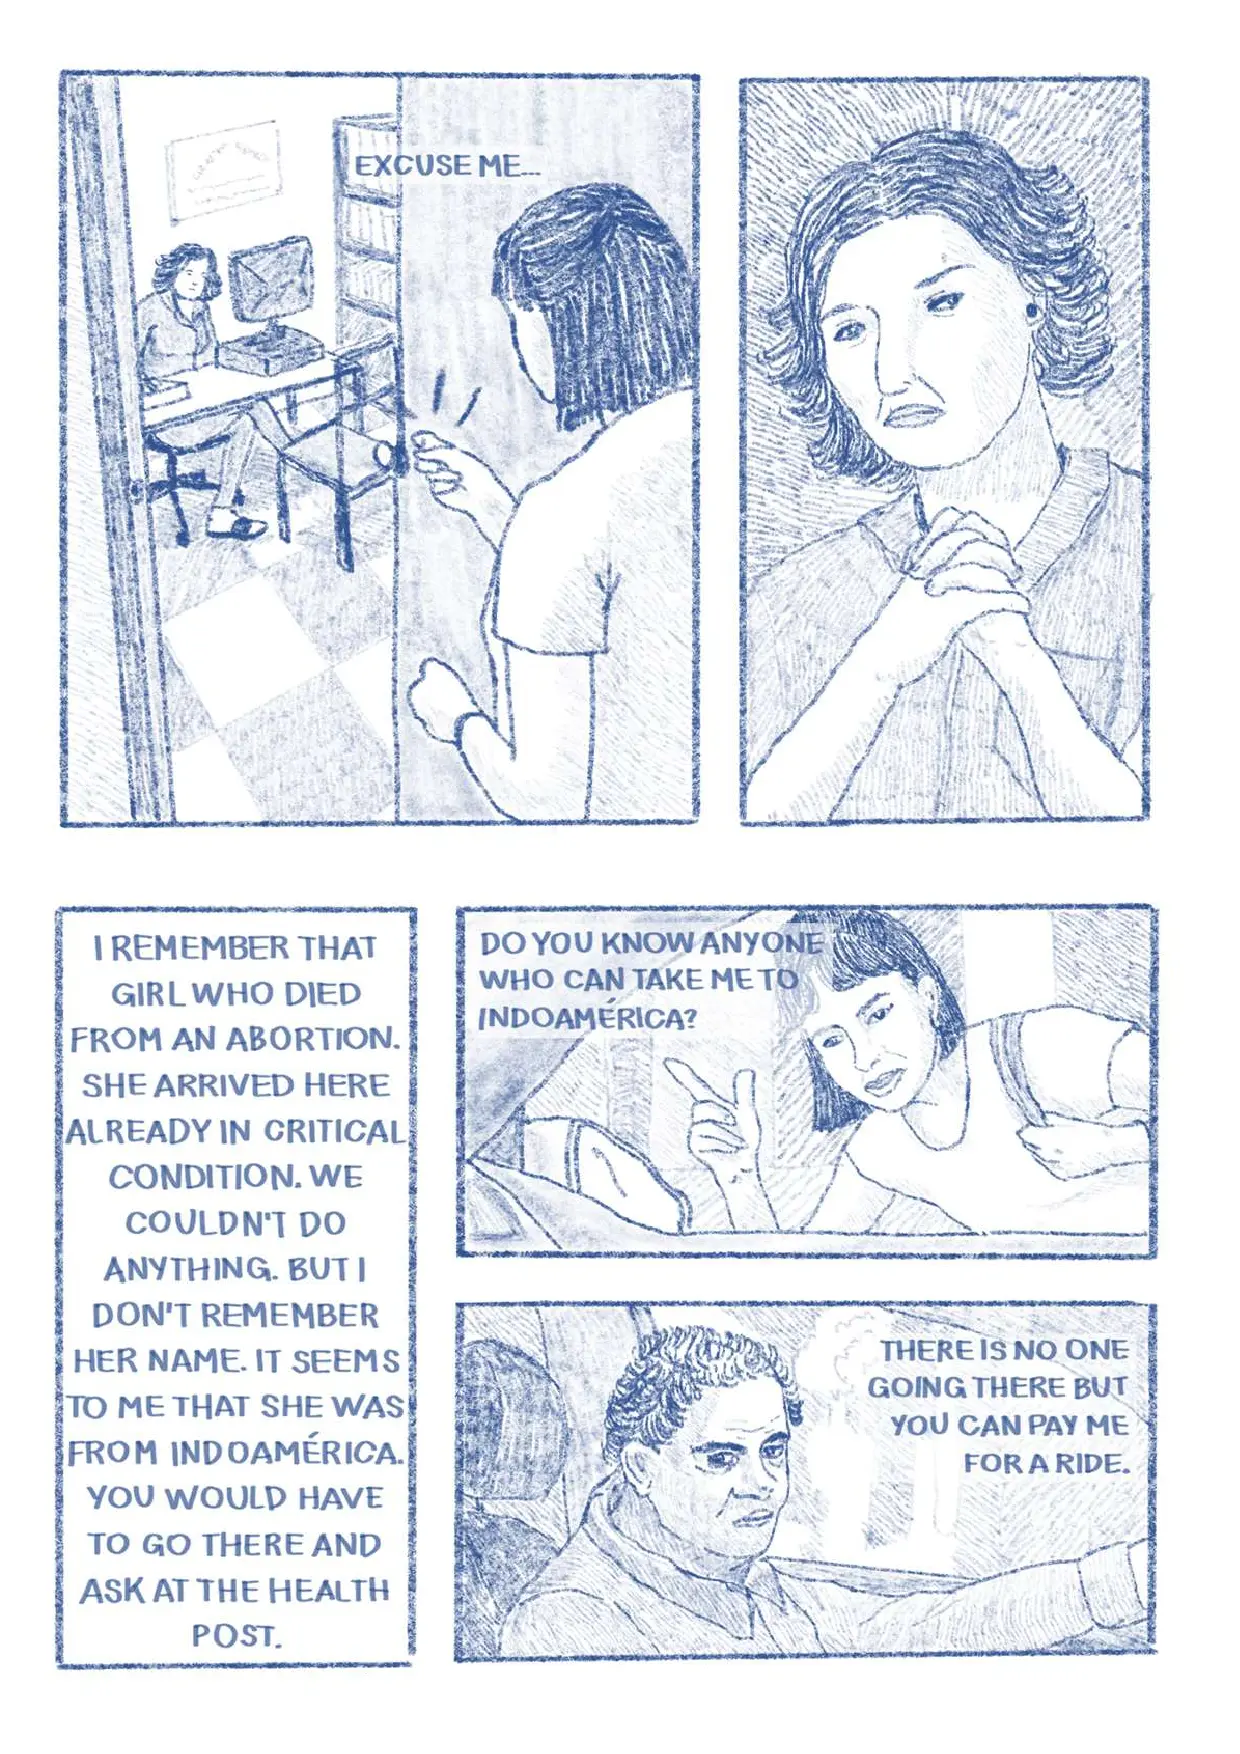 EXCUSE ME...
I REMEMBER THAT
GIRL WHO DIED
FROM AN ABORTION.
SHE ARRIVED HERE
ALREADY IN CRITICAL
CONDITION. WE
COULDN'T DO
ANYTHING. BUT I
DON'T REMEMBER
HER NAME. IT SEEMS
TO ME THAT SHE WAS
FROM INDOAMÉRICA.
YOU WOULD HAVE
TO GO THERE AND
ASK AT THE HEALTH
POST.
DO YOU KNOW ANYONE
WHO CAN TAKE ME TO
INDOAMÉRICA?
THERE IS NO ONE
GOING THERE BUT
YOU CAN PAY ME
FOR A RIDE.